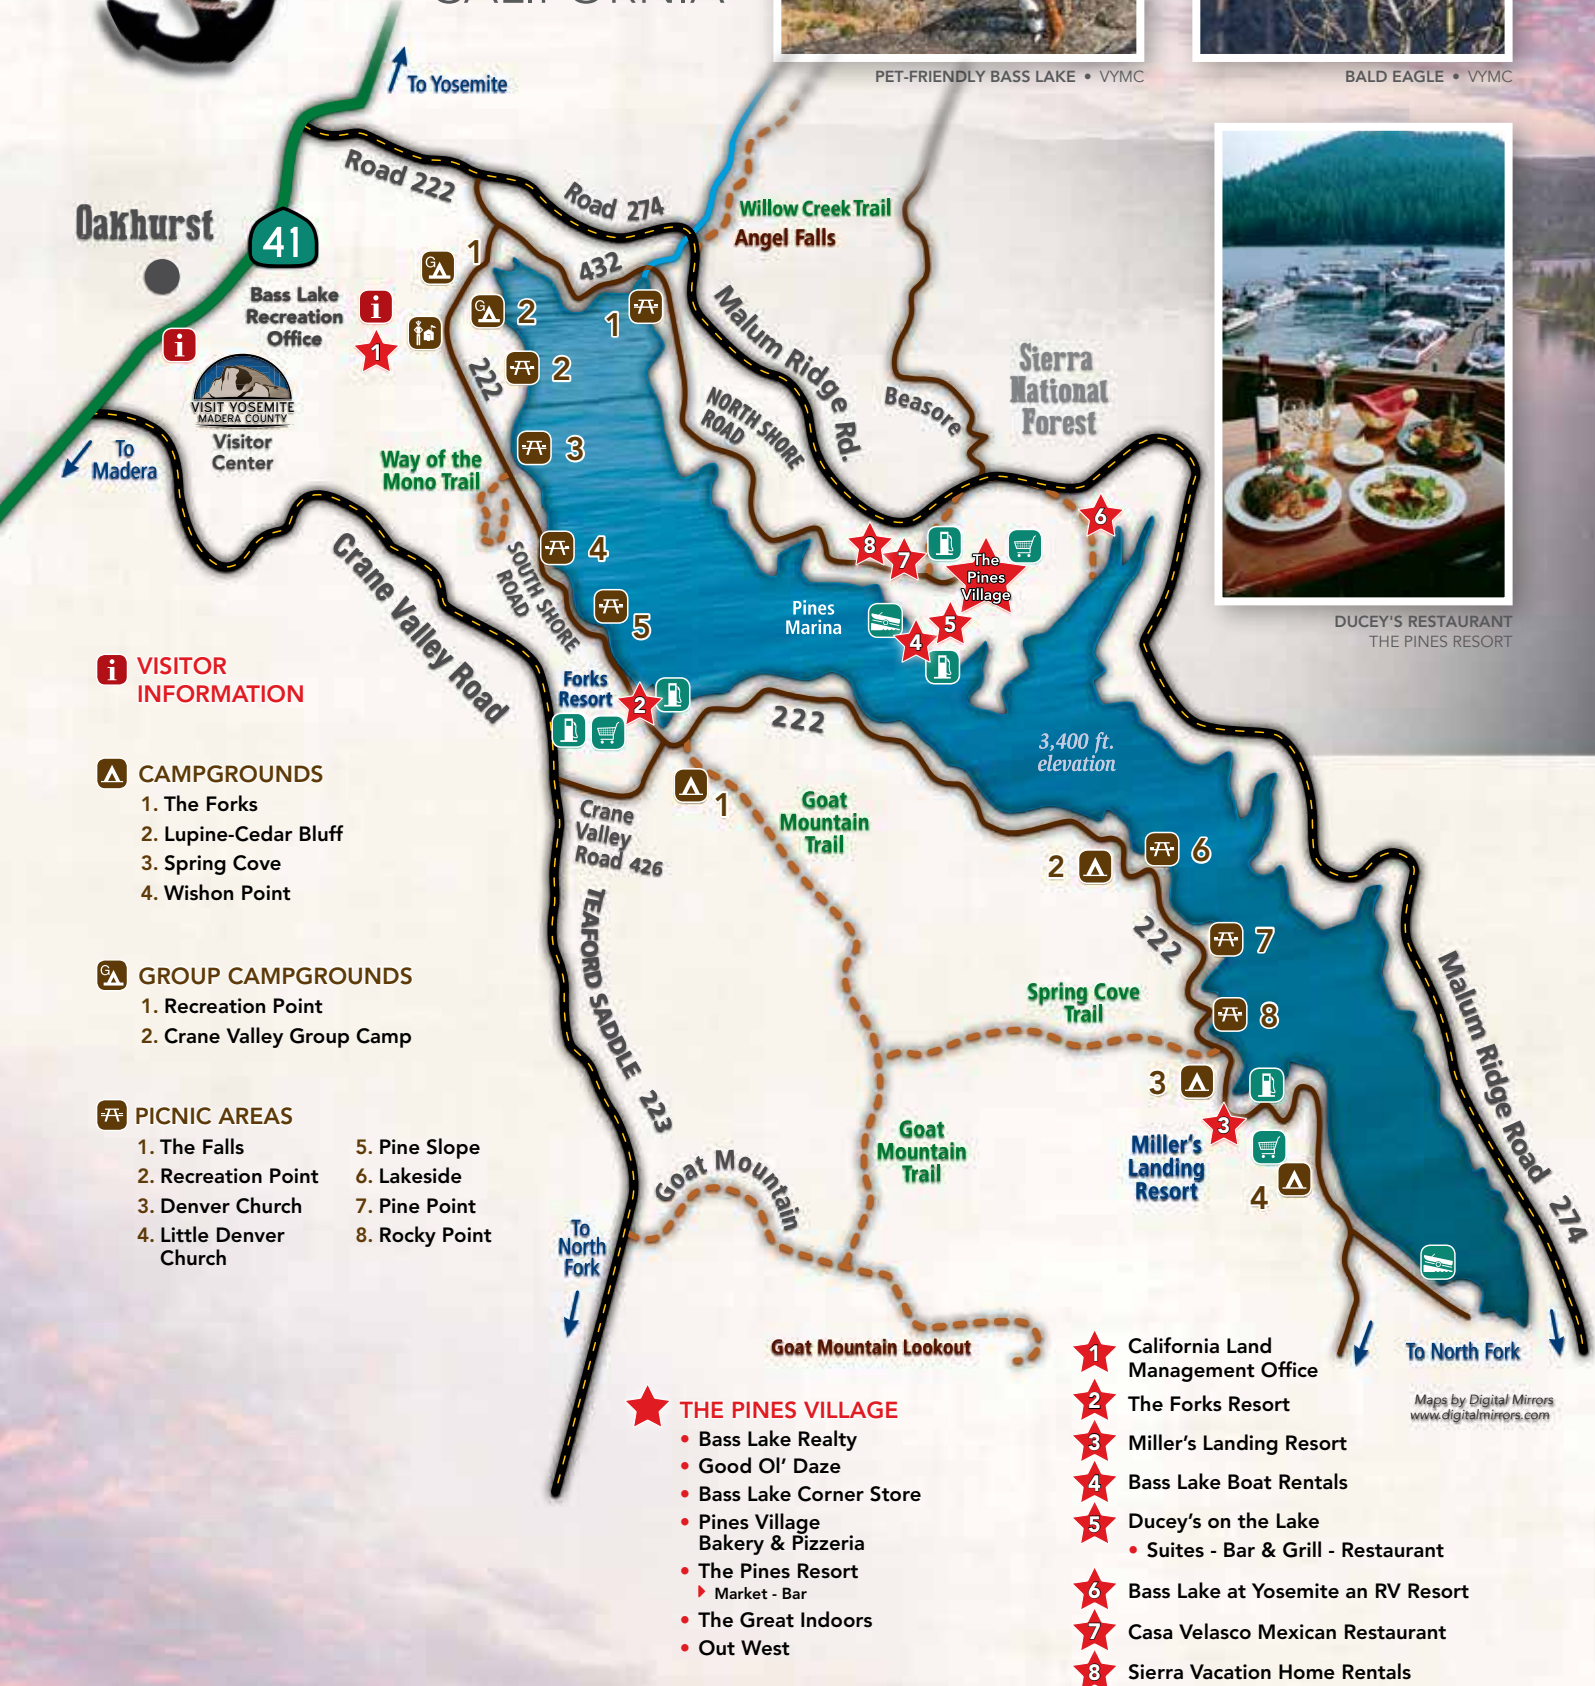 CALIFORNIA
PET-FRIENDLY BASS LAKE • VYMC
BALD EAGLE • VYMC
To Yosemite
Road 222
Road 274
Oakhurst
41
Willow Creek Trail
Angel Falls
G
1
432
Bass Lake
Recreation
Office
i
1
G
2
1
Malum Ridge Rd.
i
222
2
VISIT YOSEMITE
MADERA COUNTY
Visitor
Center
NORTH SHORE
ROAD
Beasore
Sierra
National
Forest
To
Madera
Way of the
Mono Trail
3
6
8
7
The
Pines
Village
4
SOUTH SHORE
ROAD
Crane Valley Road
5
Pines
Marina
5
4
DUCEY'S RESTAURANT
THE PINES RESORT
i VISITOR
INFORMATION
Forks
Resort
2
222
3,400 ft.
elevation
CAMPGROUNDS
1. The Forks
2. Lupine-Cedar Bluff
3. Spring Cove
4. Wishon Point
1
Crane
Valley
Road 426
Goat
Mountain
Trail
2
6
TEAFORD SADDLE 223
222
7
G GROUP CAMPGROUNDS
1. Recreation Point
2. Crane Valley Group Camp
Spring Cove
Trail
8
Malum Ridge Road 274
3
PICNIC AREAS
1. The Falls
2. Recreation Point
3. Denver Church
4. Little Denver
Church
5. Pine Slope
6. Lakeside
7. Pine Point
8. Rocky Point
Goat
Mountain
Trail
3
Miller's
Landing
Resort
4
Goat Mountain
To
North
Fork
Goat Mountain Lookout
To North Fork
Maps by Digital Mirrors
www.digitalmirrors.com
THE PINES VILLAGE
• Bass Lake Realty
• Good Ol' Daze
• Bass Lake Corner Store
• Pines Village
Bakery & Pizzeria
• The Pines Resort
Market - Bar
• The Great Indoors
• Out West
1 California Land
Management Office
2 The Forks Resort
3 Miller's Landing Resort
4 Bass Lake Boat Rentals
5 Ducey's on the Lake
• Suites - Bar & Grill - Restaurant
6 Bass Lake at Yosemite an RV Resort
7 Casa Velasco Mexican Restaurant
8 Sierra Vacation Home Rentals